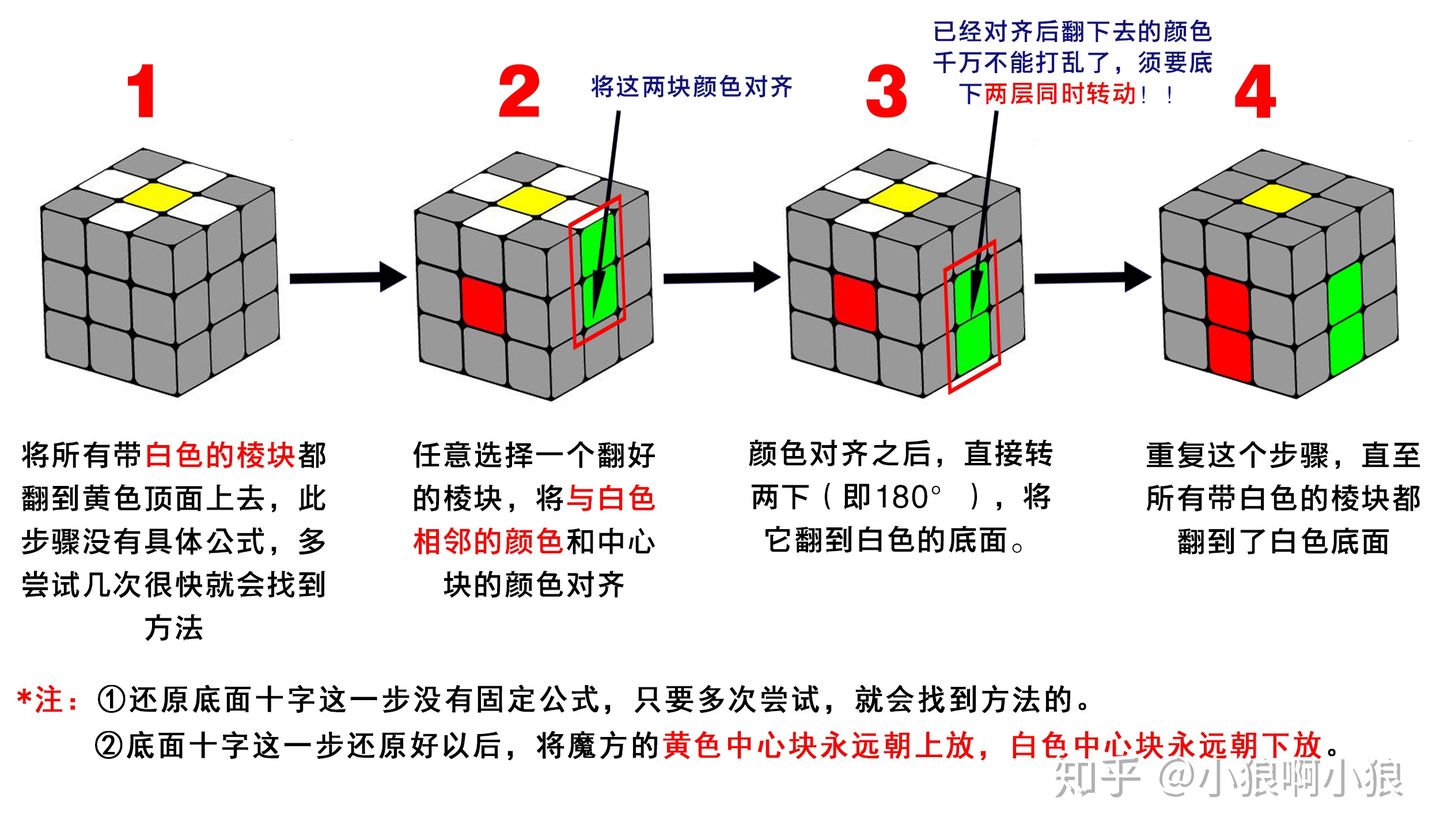 1
2
3
4
将这两块颜色对齐
已经对齐后翻下去的颜色
千万不能打乱了，须要底
下两层同时转动！！
将所有带白色的棱块都
翻到黄色顶面上去，此
步骤没有具体公式，多
尝试几次很快就会找到
方法
任意选择一个翻好
的棱块，将与白色
相邻的颜色和中心
块的颜色对齐
颜色对齐之后，直接转
两下（即180°），将
它翻到白色的底面。
重复这个步骤，直至
所有带白色的棱块都
翻到了白色底面
*注：①还原底面十字这一步没有固定公式，只要多次尝试，就会找到方法的。
②底面十字这一步还原好以后，将魔方的黄色中心块永远朝上放，白色中心块永远朝下放。
知乎 @小狼啊小狼